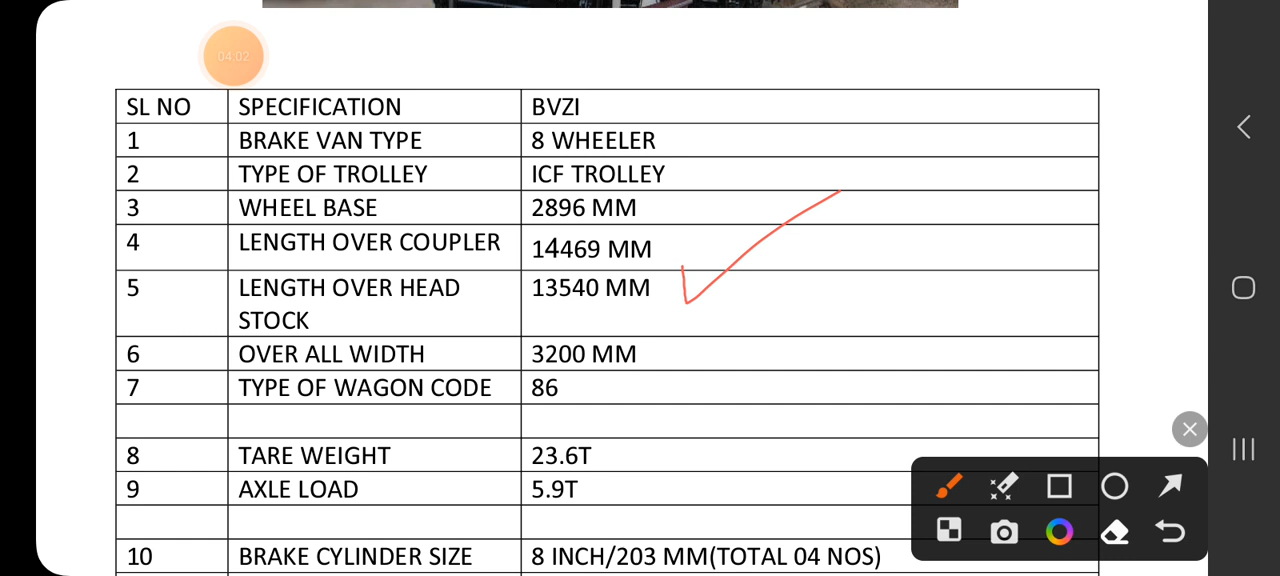 04:02
SL NO SPECIFICATION BVZI
1 BRAKE VAN TYPE 8 WHEELER
2 TYPE OF TROLLEY ICF TROLLEY
3 WHEEL BASE 2896 MM
4 LENGTH OVER COUPLER 14469 MM
5 LENGTH OVER HEAD 13540 MM
STOCK
6 OVER ALL WIDTH 3200 MM
7 TYPE OF WAGON CODE 86
8 TARE WEIGHT 23.6T
9 AXLE LOAD 5.9T
10 BRAKE CYLINDER SIZE 8 INCH/203 MM(TOTAL 04 NOS)